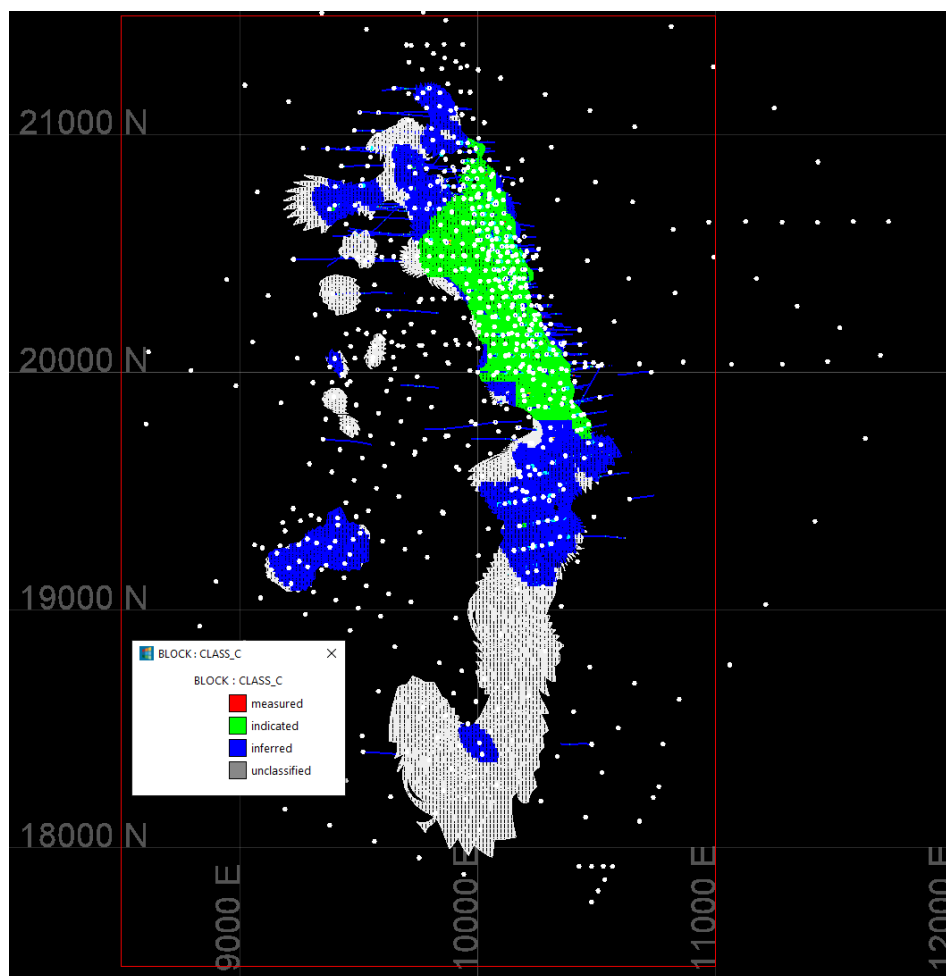 21000 N
20000 N
19000 N
BLOCK : CLASS_C
BLOCK : CLASS_C
measured
indicated
inferred
unclassified
18000 N
9000 E
10000 E
11000 E
12000 E